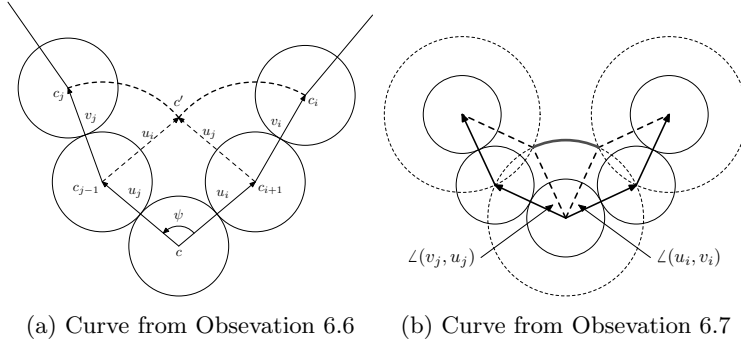 c_j
c'
c_i
v_j
v_i
u_i
u_j
c_{j-1}
u_j
u_i
c_{i+1}
ψ
c
∠(v_j, u_j)
∠(u_i, v_i)
(a) Curve from Obsevation 6.6
(b) Curve from Obsevation 6.7